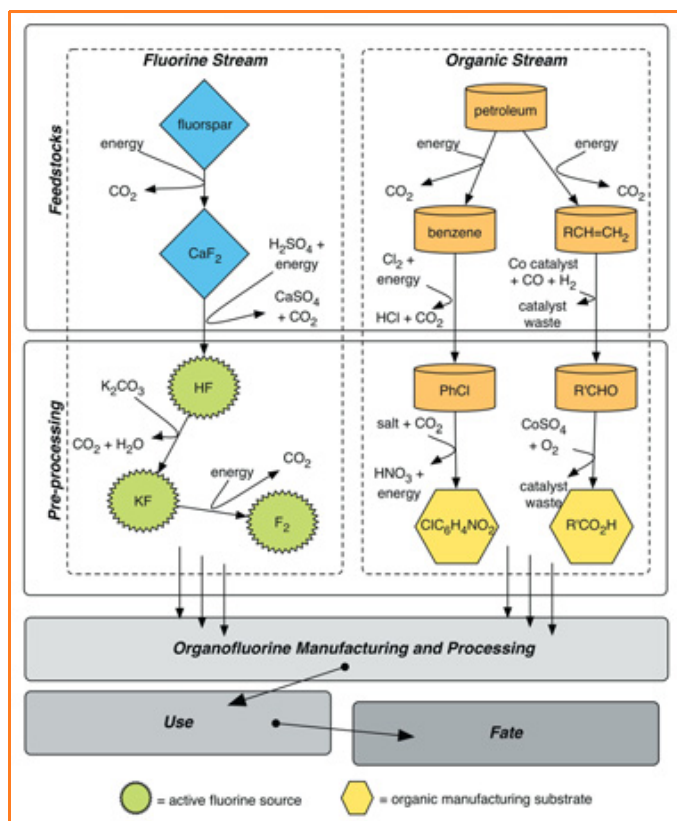 Fluorine Stream
Organic Stream
Feedstocks
fluorspar
energy
CO2
CaF2
H2SO4 +
energy
CaSO4
+ CO2
petroleum
energy
energy
CO2
CO2
benzene
RCH=CH2
Cl2 +
energy
HCl + CO2
Co catalyst
+ CO + H2
catalyst
waste
Pre-processing
HF
K2CO3
CO2 + H2O
KF
energy
CO2
F2
PhCl
R'CHO
salt + CO2
HNO3 +
energy
CoSO4
+ O2
catalyst
waste
ClC6H4NO2
R'CO2H
Organofluorine Manufacturing and Processing
Use
Fate
= active fluorine source
= organic manufacturing substrate